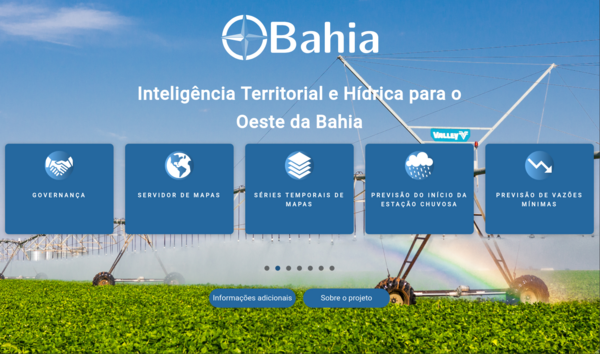 Bahia
Inteligência Territorial e Hídrica para o
Oeste da Bahia
VALLEY
GOVERNANÇA
SERVIDOR DE MAPAS
SÉRIES TEMPORAIS DE
MAPAS
PREVISÃO DO INÍCIO DA
ESTAÇÃO CHUVOSA
PREVISÃO DE VAZÕES
MÍNIMAS
Informações adicionais
Sobre o projeto